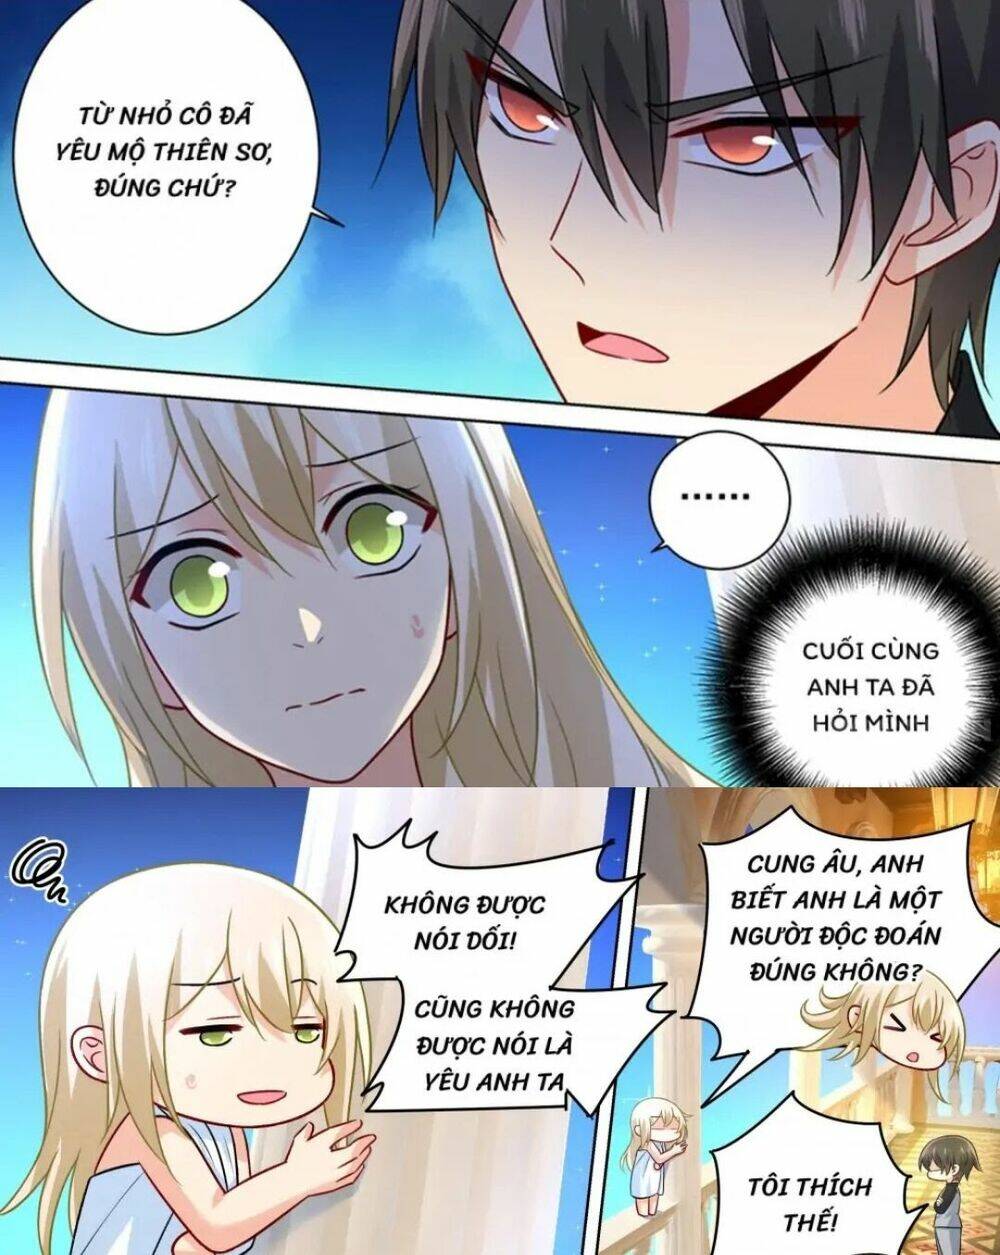 TỪ NHỎ CÔ ĐÃ
YÊU MỘ THIÊN SƠ,
ĐÚNG CHỨ?
.......
CUỐI CÙNG
ANH TA ĐÃ
HỎI MÌNH
KHÔNG ĐƯỢC
NÓI DỐI!
CŨNG KHÔNG
ĐƯỢC NÓI LÀ
YÊU ANH TA
CUNG ÂU, ANH
BIẾT ANH LÀ MỘT
NGƯỜI ĐỘC ĐOÁN
ĐÚNG KHÔNG?
TÔI THÍCH
THẾ!